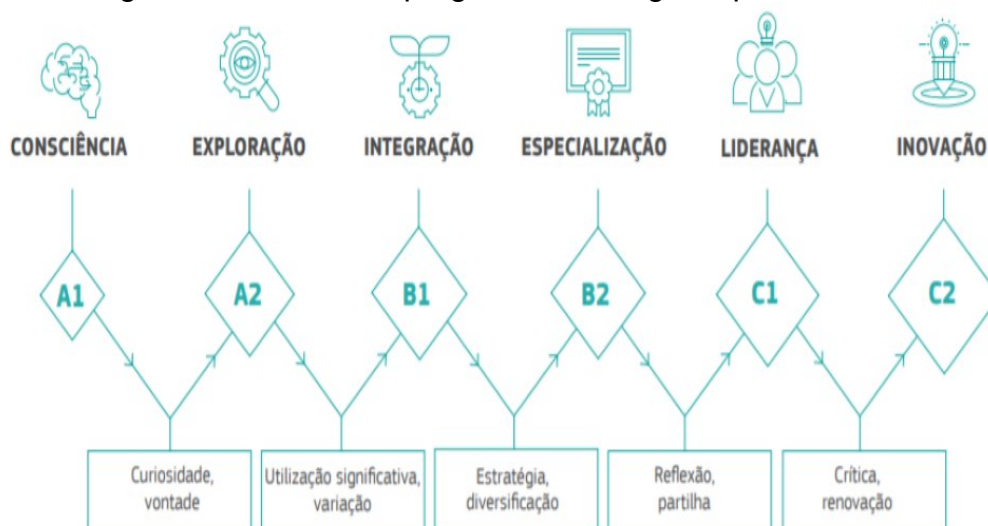 CONSCIÊNCIA
EXPLORAÇÃO
INTEGRAÇÃO
ESPECIALIZAÇÃO
LIDERANÇA
INOVAÇÃO
A1
A2
B1
B2
C1
C2
Curiosidade,
vontade
Utilização significativa,
variação
Estratégia,
diversificação
Reflexão,
partilha
Crítica,
renovação